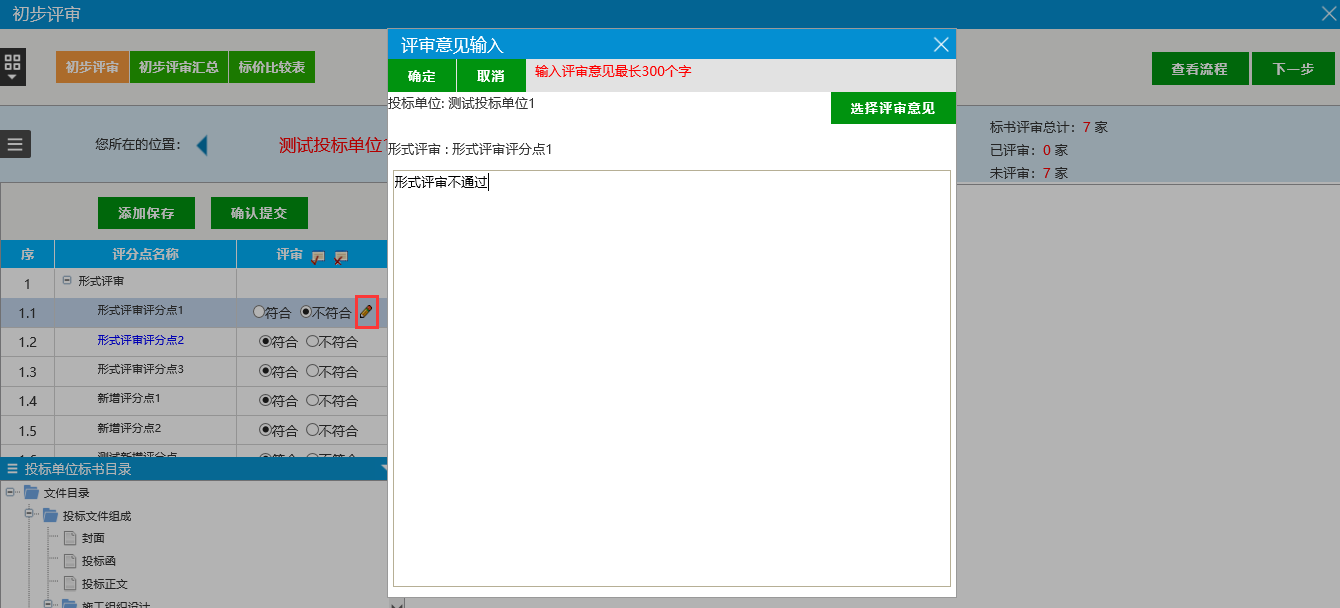 初步评审
初步评审 初步评审汇总 标价比较表
查看流程 下一步
您所在的位置：
测试投标单位1
标书评审总计：7 家
已评审：0 家
未评审：7 家
添加保存 确认提交
序 评分点名称 评审
1 形式评审
1.1 形式评审评分点1 符合 不符合
1.2 形式评审评分点2 符合 不符合
1.3 形式评审评分点3 符合 不符合
1.4 新增评分点1 符合 不符合
1.5 新增评分点2 符合 不符合
投标单位标书目录
文件目录
投标文件组成
封面
投标函
投标正文
施工组织设计
评审意见输入
确定 取消 输入评审意见最长300个字
投标单位: 测试投标单位1
选择评审意见
形式评审 : 形式评审评分点1
形式评审不通过